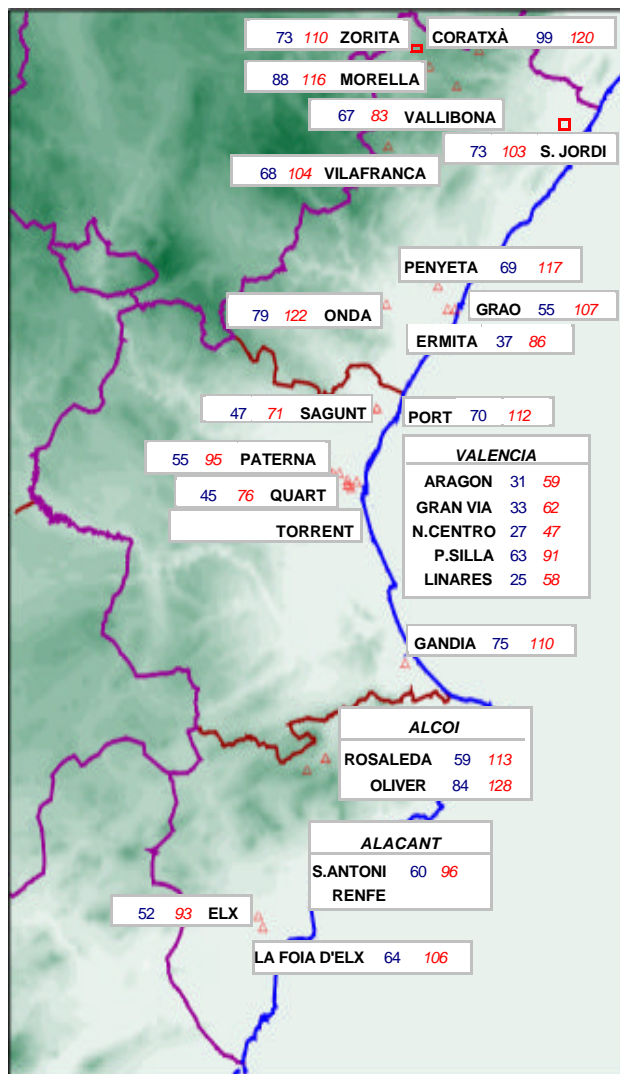 73 110 ZORITA
CORATXÀ 99 120
88 116 MORELLA
67 83 VALLIBONA
73 103 S. JORDI
68 104 VILAFRANCA
PENYETA 69 117
79 122 ONDA
GRAO 55 107
ERMITA 37 86
47 71 SAGUNT
PORT 70 112
55 95 PATERNA
45 76 QUART
TORRENT
VALENCIA
ARAGON 31 59
GRAN VIA 33 62
N.CENTRO 27 47
P.SILLA 63 91
LINARES 25 58
GANDIA 75 110
ALCOI
ROSALEDA 59 113
OLIVER 84 128
ALACANT
S.ANTONI 60 96
RENFE
52 93 ELX
LA FOIA D'ELX 64 106